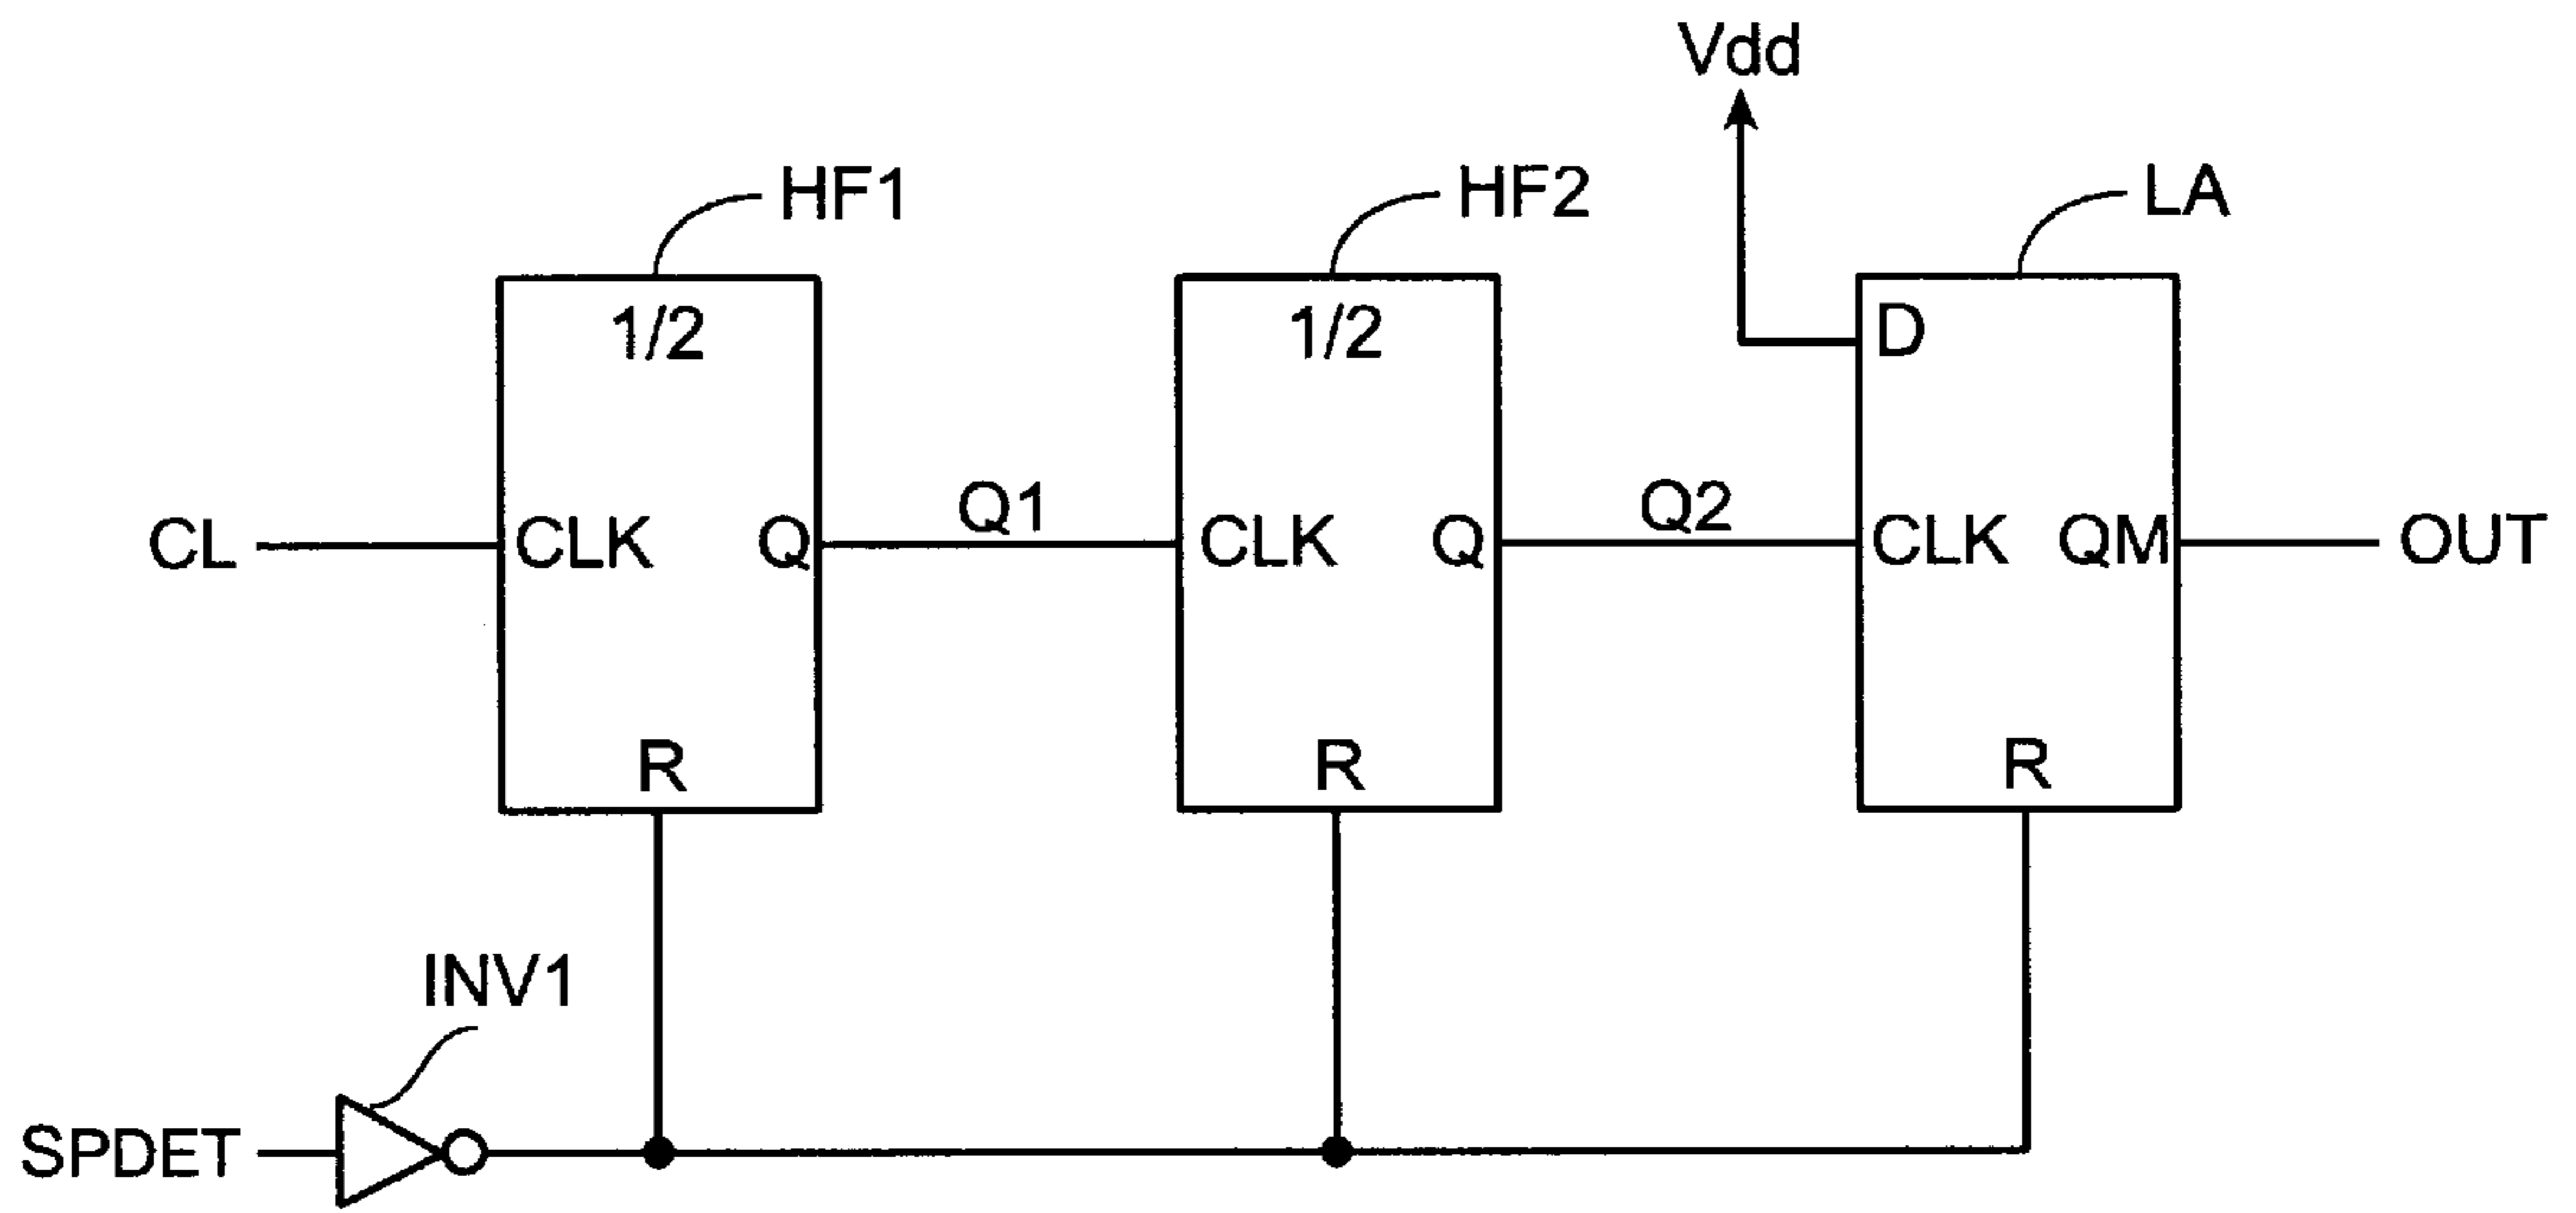 Vdd
HF1
HF2
LA
1/2
1/2
D
CL
CLK
Q
Q1
CLK
Q
Q2
CLK
QM
OUT
R
R
R
INV1
SPDET